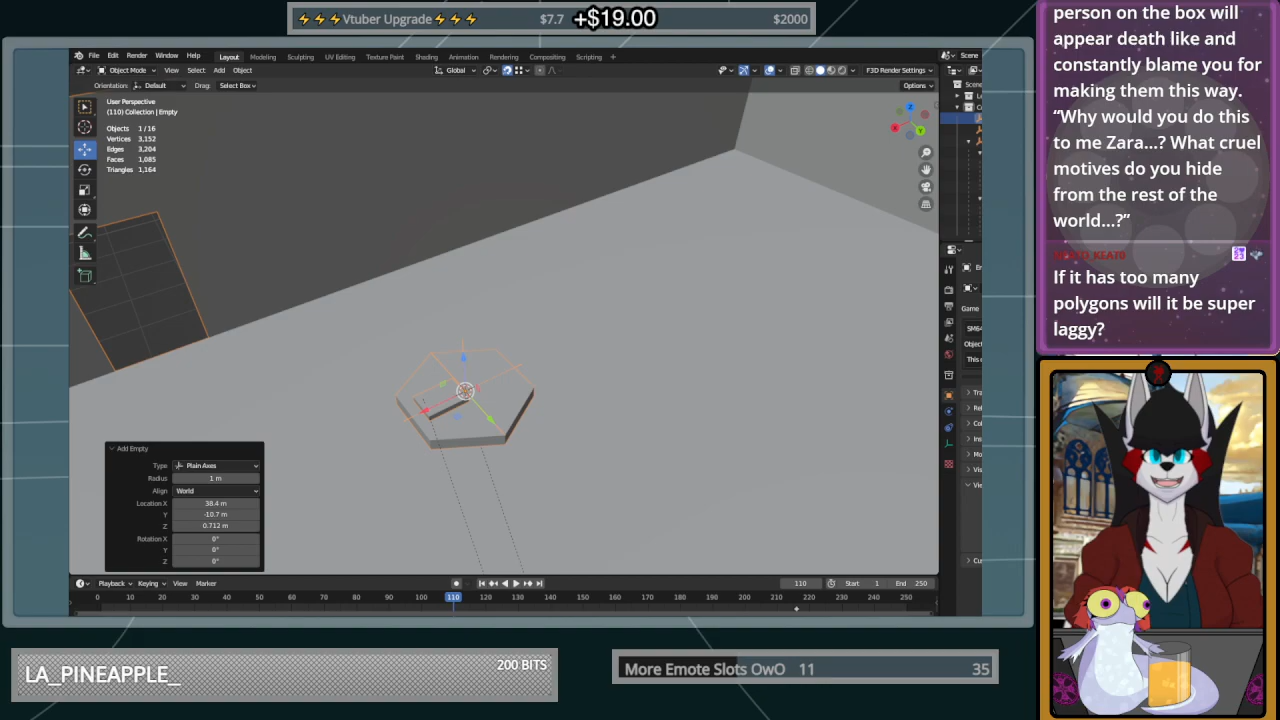 ⚡⚡⚡Vtuber Upgrade⚡⚡⚡ $7.7 +$19.00 $2000
File Edit Render Window Help Layout Modeling Sculpting UV Editing Texture Paint Shading Animation Rendering Compositing Scripting + Scene
Object Mode View Select Add Object Global F3D Render Settings
Orientation: Default Drag: Select Box Options
User Perspective
(110) Collection | Empty
Objects 1 / 16
Vertices 3,152
Edges 3,204
Faces 1,085
Triangles 1,164
Add Empty
Type Plain Axes
Radius 1 m
Align World
Location X 38.4 m
Y -10.7 m
Z 0.712 m
Rotation X 0°
Y 0°
Z 0°
Game
SM64
Object
Playback Keying View Marker 110 Start 1 End 250
0 10 20 30 40 50 60 70 80 90 100 110 120 130 140 150 160 170 180 190 200 210 220 230 240 250
person on the box will
appear death like and
constantly blame you for
making them this way.
“Why would you do this
to me Zara...? What cruel
motives do you hide
from the rest of the
world...?”
If it has too many
polygons will it be super
laggy?
LA_PINEAPPLE_ 200 BITS
More Emote Slots OwO 11 35